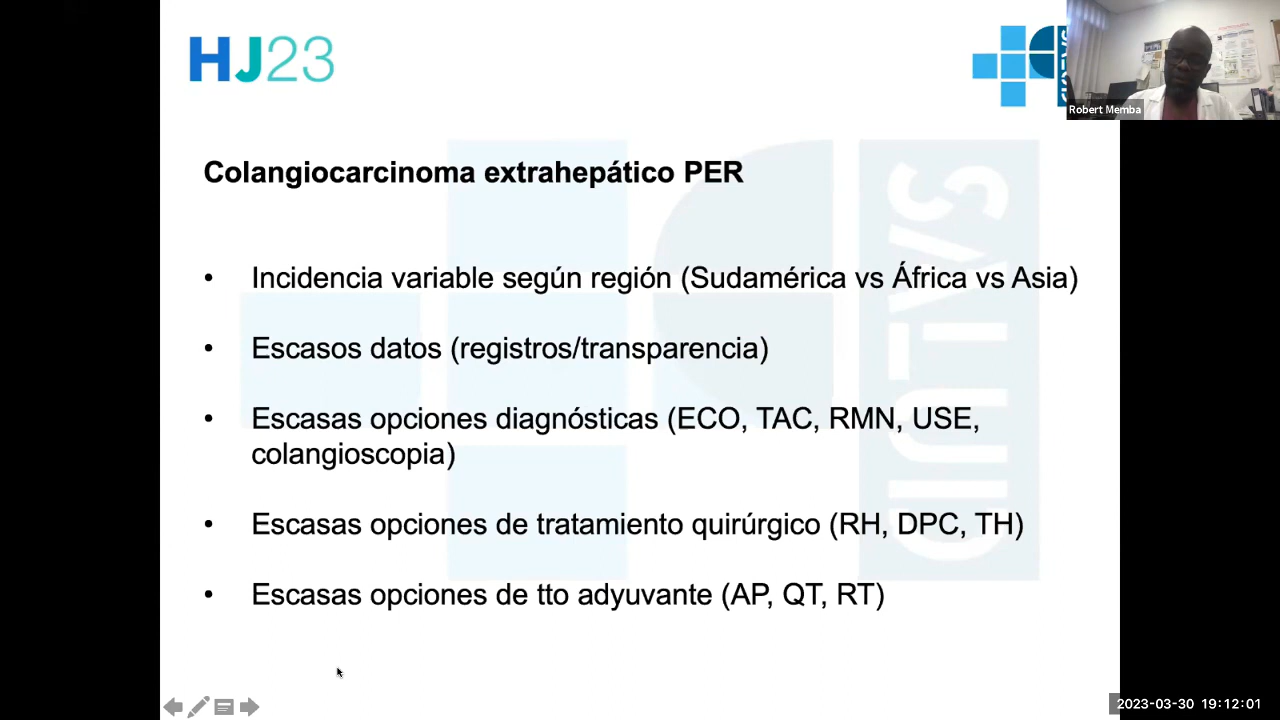 HJ23
Robert Memba
Colangiocarcinoma extrahepático PER
• Incidencia variable según región (Sudamérica vs África vs Asia)
• Escasos datos (registros/transparencia)
• Escasas opciones diagnósticas (ECO, TAC, RMN, USE,
colangioscopia)
• Escasas opciones de tratamiento quirúrgico (RH, DPC, TH)
• Escasas opciones de tto adyuvante (AP, QT, RT)
2023-03-30 19:12:01